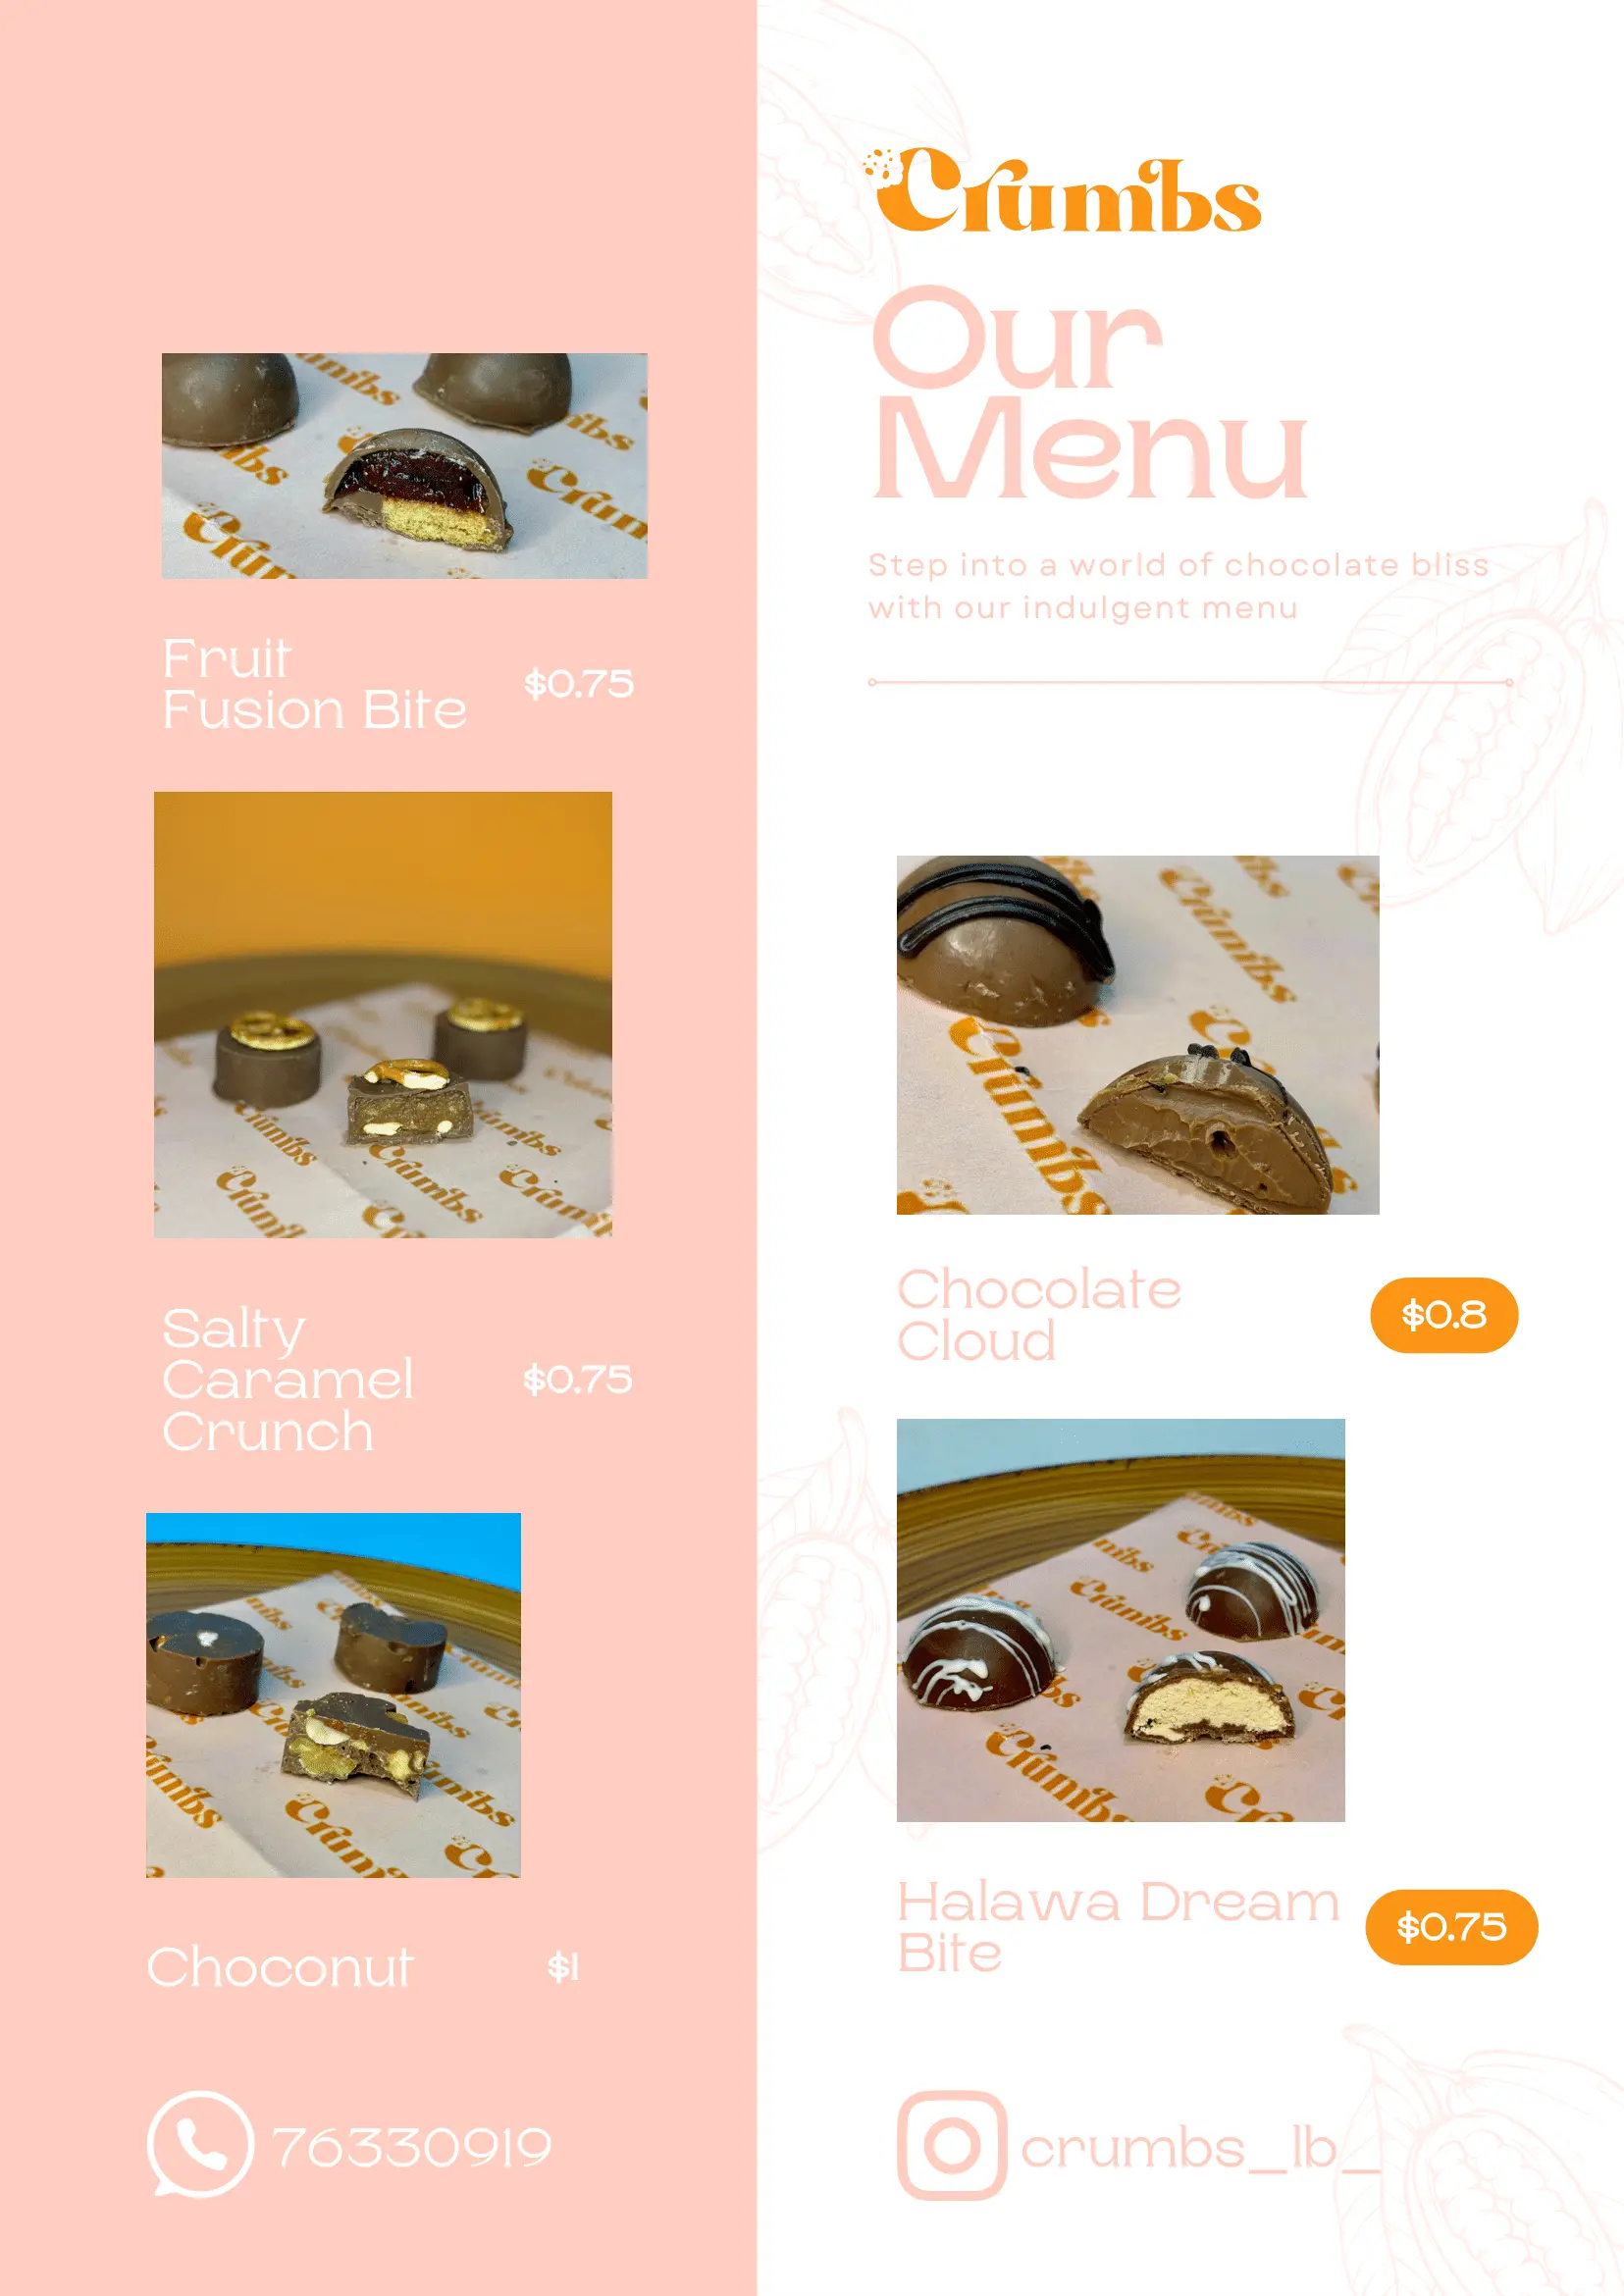 Crumbs
Our
Menu
Step into a world of chocolate bliss
with our indulgent menu
Fruit
Fusion Bite
$0.75
Salty
Caramel
Crunch
$0.75
Choconut
$1
76330919
Chocolate
Cloud
$0.8
Halawa Dream
Bite
$0.75
crumbs_lb_